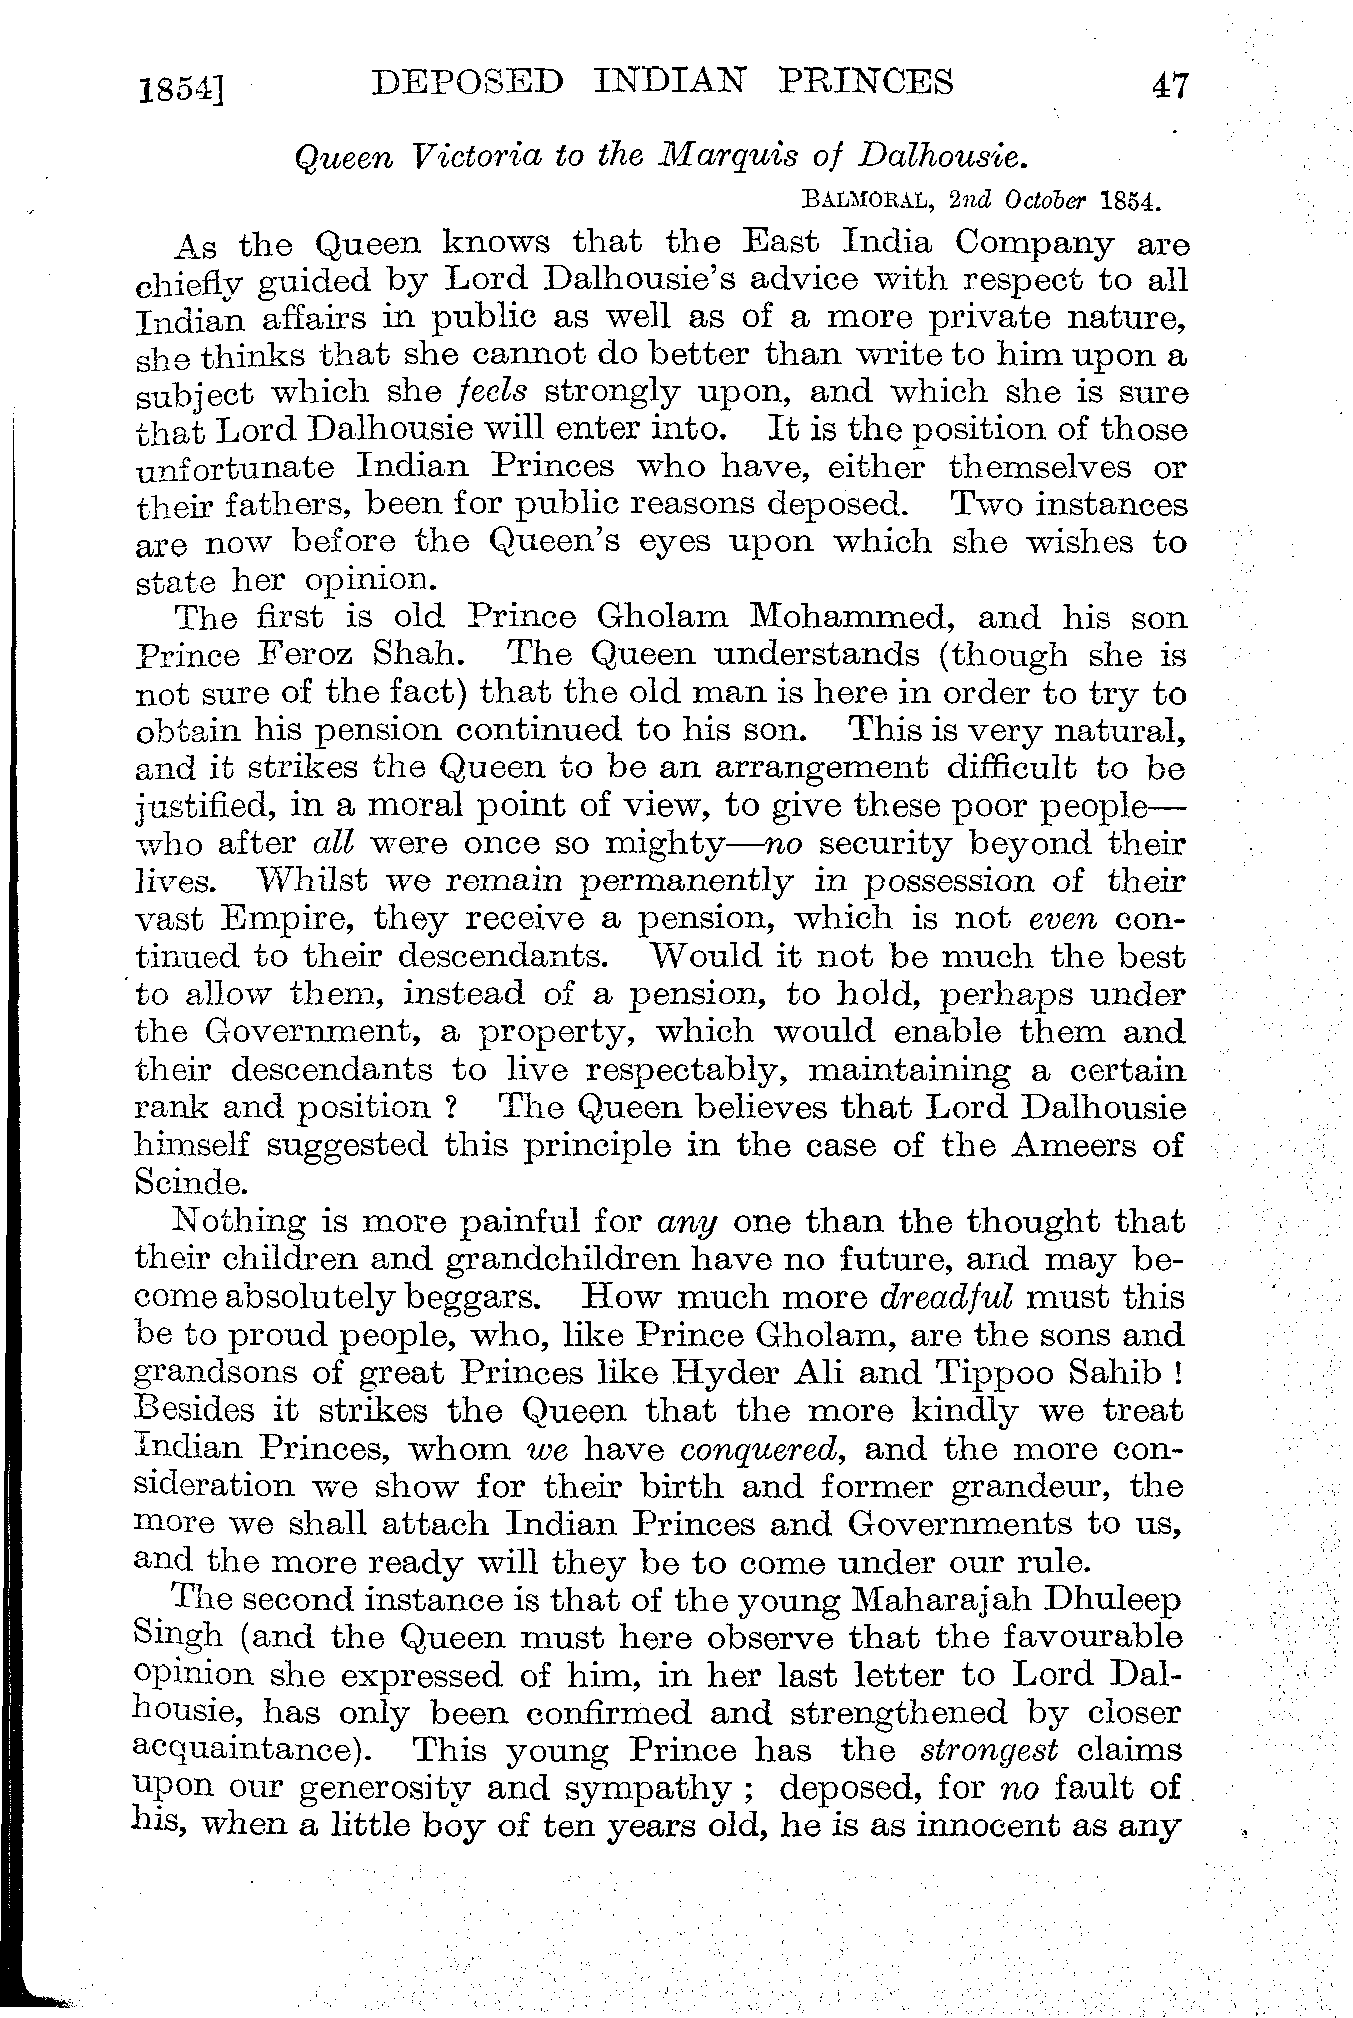 1854] DEPOSED INDIAN PRINCES 47
Queen Victoria to the Marquis of Dalhousie.
BALMORAL, 2nd October 1854.
As the Queen knows that the East India Company are
chiefly guided by Lord Dalhousie's advice with respect to all
Indian affairs in public as well as of a more private nature,
she thinks that she cannot do better than write to him upon a
subject which she feels strongly upon, and which she is sure
that Lord Dalhousie will enter into. It is the position of those
unfortunate Indian Princes who have, either themselves or
their fathers, been for public reasons deposed. Two instances
are now before the Queen's eyes upon which she wishes to
state her opinion.
The first is old Prince Gholam Mohammed, and his son
Prince Feroz Shah. The Queen understands (though she is
not sure of the fact) that the old man is here in order to try to
obtain his pension continued to his son. This is very natural,
and it strikes the Queen to be an arrangement difficult to be
justified, in a moral point of view, to give these poor people—
who after all were once so mighty—no security beyond their
lives. Whilst we remain permanently in possession of their
vast Empire, they receive a pension, which is not even con-
tinued to their descendants. Would it not be much the best
to allow them, instead of a pension, to hold, perhaps under
the Government, a property, which would enable them and
their descendants to live respectably, maintaining a certain
rank and position ? The Queen believes that Lord Dalhousie
himself suggested this principle in the case of the Ameers of
Scinde.
Nothing is more painful for any one than the thought that
their children and grandchildren have no future, and may be-
come absolutely beggars. How much more dreadful must this
be to proud people, who, like Prince Gholam, are the sons and
grandsons of great Princes like Hyder Ali and Tippoo Sahib !
Besides it strikes the Queen that the more kindly we treat
Indian Princes, whom we have conquered, and the more con-
sideration we show for their birth and former grandeur, the
more we shall attach Indian Princes and Governments to us,
and the more ready will they be to come under our rule.
The second instance is that of the young Maharajah Dhuleep
Singh (and the Queen must here observe that the favourable
opinion she expressed of him, in her last letter to Lord Dal-
housie, has only been confirmed and strengthened by closer
acquaintance). This young Prince has the strongest claims
upon our generosity and sympathy ; deposed, for no fault of
his, when a little boy of ten years old, he is as innocent as any